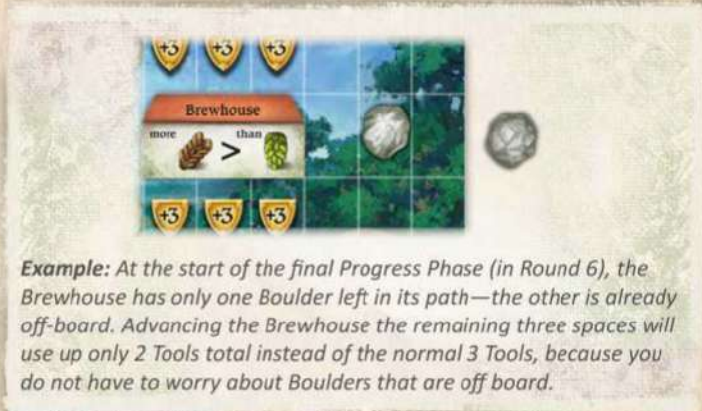 +3 +3 +3
Brewhouse
more > than
+3 +3 +3
Example: At the start of the final Progress Phase (in Round 6), the
Brewhouse has only one Boulder left in its path—the other is already
off-board. Advancing the Brewhouse the remaining three spaces will
use up only 2 Tools total instead of the normal 3 Tools, because you
do not have to worry about Boulders that are off board.